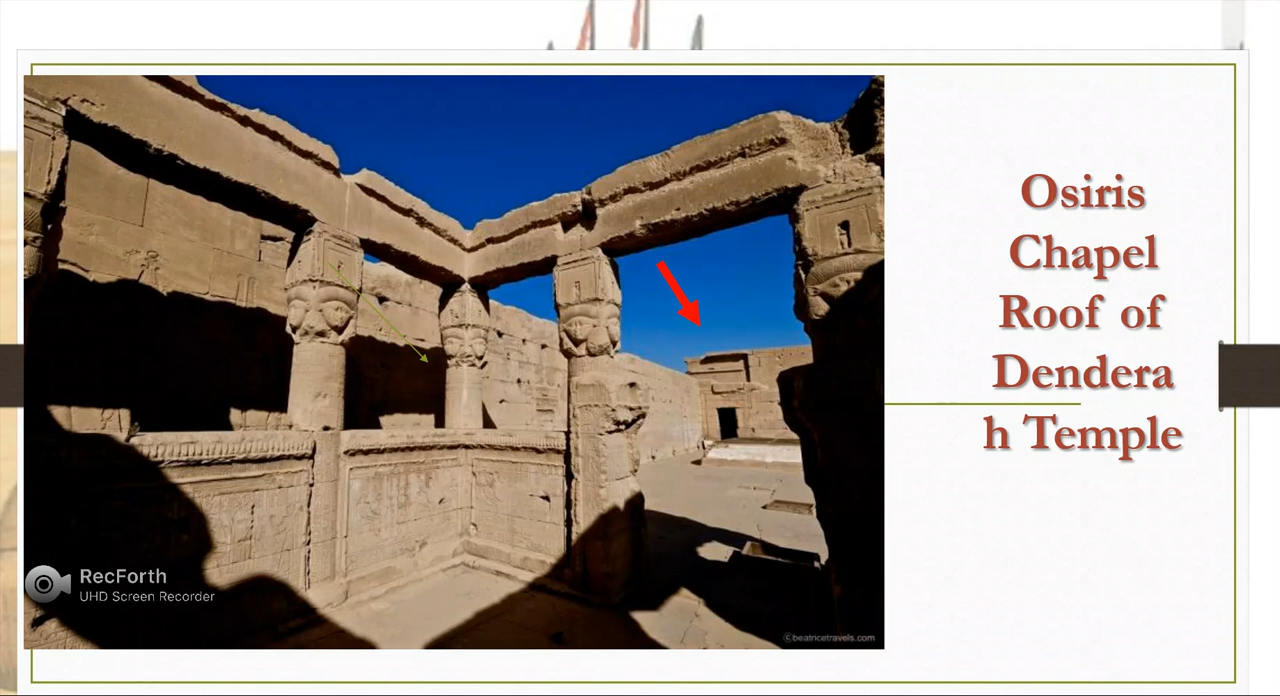 Osiris
Chapel
Roof of
Dendera
h Temple
RecForth
UHD Screen Recorder
©beatricetravels.com